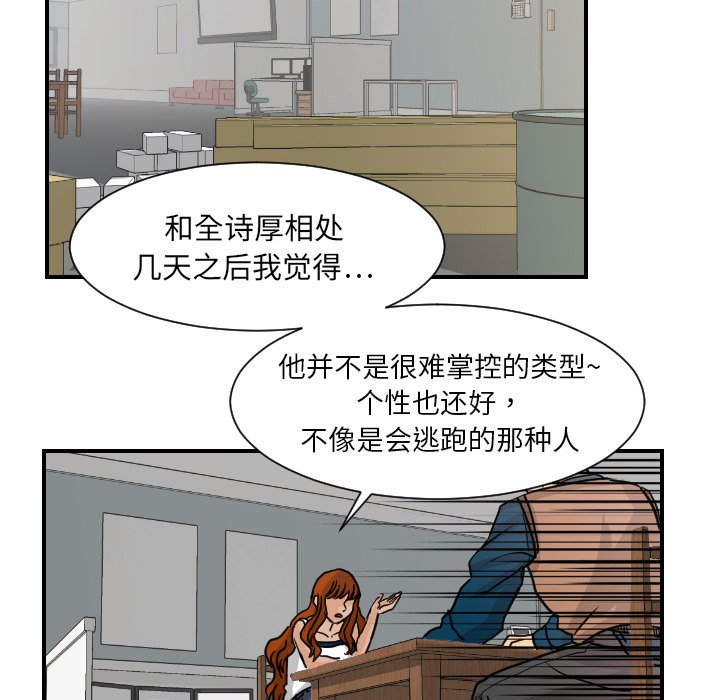 和全诗厚相处
几天之后我觉得...
他并不是很难掌控的类型~
个性也还好，
不像是会逃跑的那种人